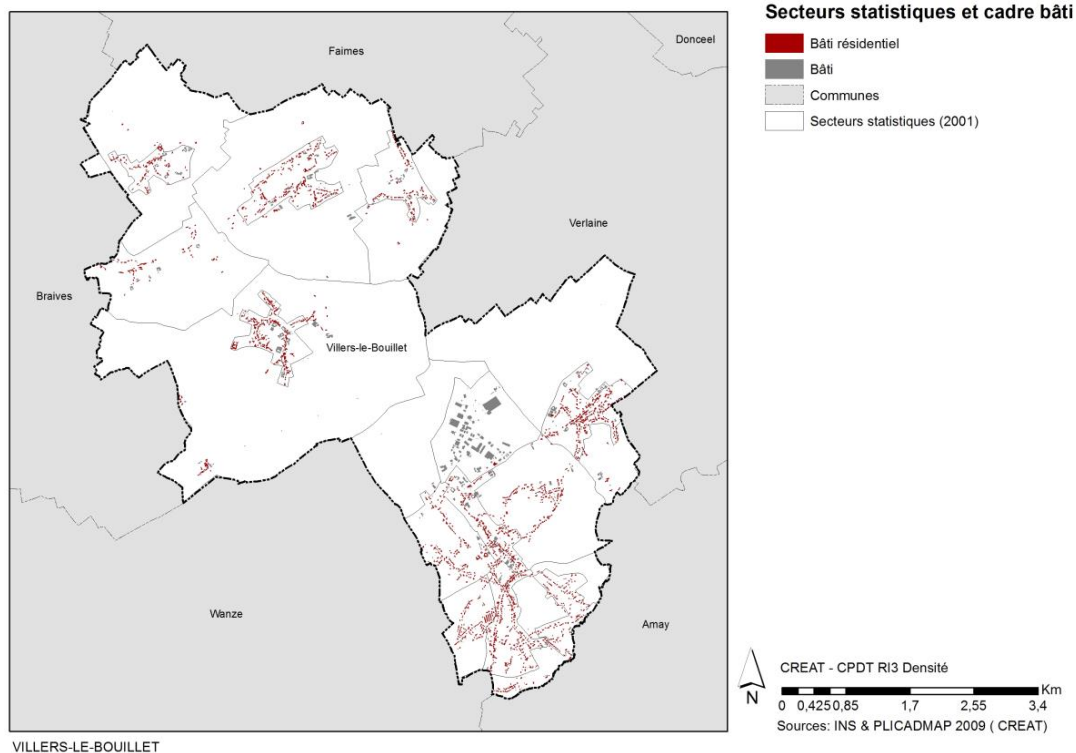 Secteurs statistiques et cadre bâti
Bâti résidentiel
Bâti
Communes
Secteurs statistiques (2001)
Faimes
Donceel
Verlaine
Braives
Villers-le-Bouillet
Wanze
Amay
N
CREAT - CPDT RI3 Densité
Km
0 0,425 0,85 1,7 2,55 3,4
Sources: INS & PLICADMAP 2009 ( CREAT)
VILLERS-LE-BOUILLET